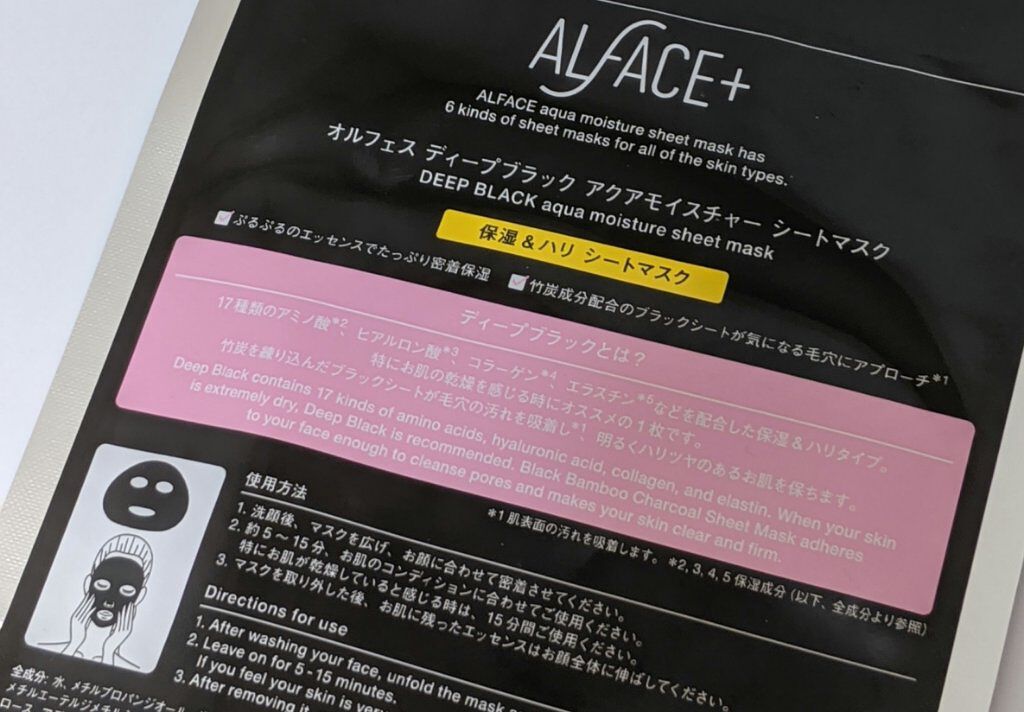 ALFACE+
ALFACE aqua moisture sheet mask has
6 kinds of sheet masks for all of the skin types.
オルフェス ディープブラック アクアモイスチャー シートマスク
DEEP BLACK aqua moisture sheet mask
保湿&ハリ シートマスク
ぷるぷるのエッセンスでたっぷり密着保湿 竹炭成分配合のブラックシートが気になる毛穴にアプローチ*1
ディープブラックとは?
17種類のアミノ酸*2、ヒアルロン酸*3 コラーゲン*4、エラスチン*5などを配合した保湿&ハリタイプ。
特にお肌の乾燥を感じる時にオススメの1枚です。
竹炭を練り込んだブラックシートが毛穴の汚れを吸着し*1、明るくハリツヤのあるお肌を保ちます。
Deep Black contains 17 kinds of amino acids, hyaluronic acid, collagen, and elastin. When your skin
is extremely dry, Deep Black is recommended. Black Bamboo Charcoal Sheet Mask adheres
to your face enough to cleanse pores and makes your skin clear and firm.
*1 肌表面の汚れを吸着します。 *2, 3, 4, 5 保湿成分 (以下、全成分より参照)
使用方法
1. 洗顔後、マスクを広げ、お顔に合わせて密着させてください。
2. 約5〜15分、お肌のコンディションに合わせてご使用ください。
特にお肌が乾燥していると感じる時は、15分間ご使用ください。
3. マスクを取り外した後、お肌に残ったエッセンスはお顔全体に伸ばしてください。
Directions for use
1. After washing your face, unfold the mask
2. Leave on for 5 - 15 minutes.
If you feel your skin is very
3. After removing it
全成分: 水、メチルプロパンジオール、
メチルエーテルジメチ